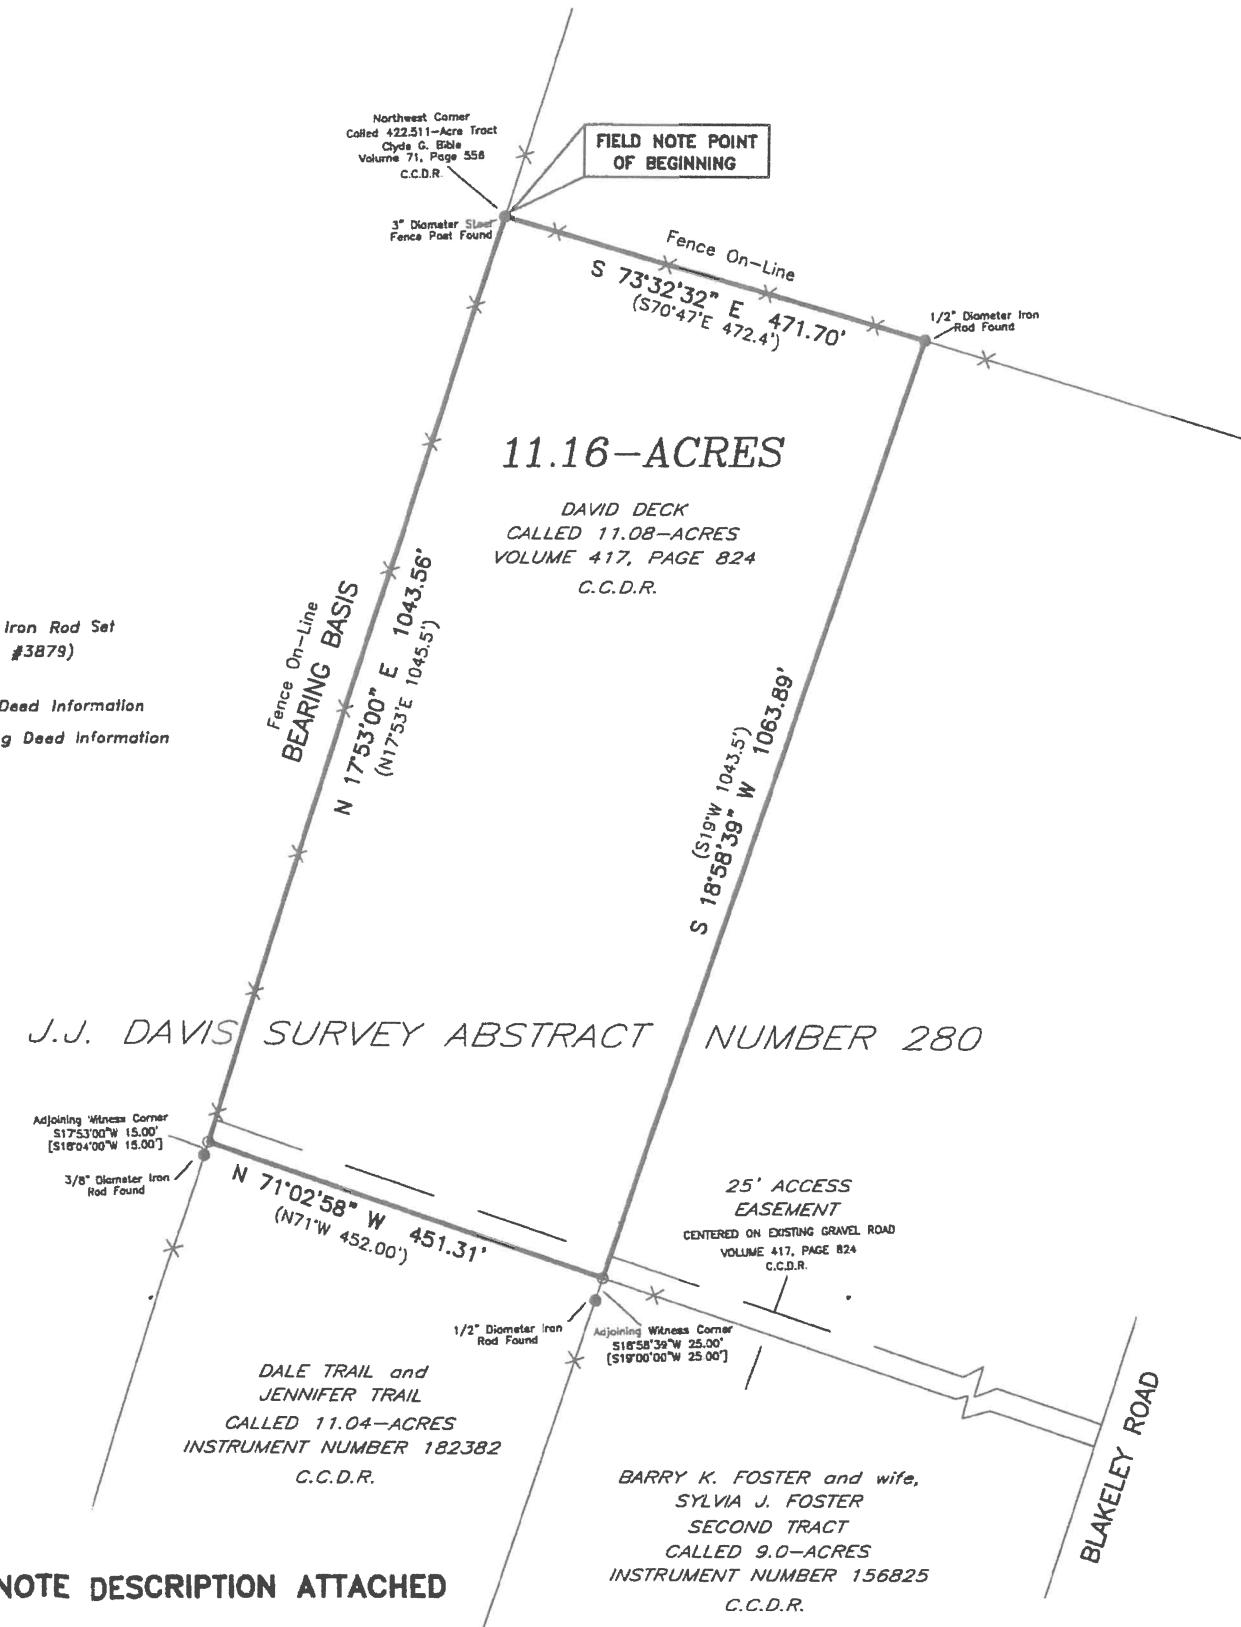 Northwest Corner
Called 422.511-Acre Tract
Clyde G. Bible
Volume 71, Page 556
C.C.D.R.
FIELD NOTE POINT
OF BEGINNING
3" Diameter Steel
Fence Post Found
Fence On-Line
S 73°32'32" E 471.70'
(S70°47'E 472.4')
1/2" Diameter Iron
Rod Found
11.16-ACRES
DAVID DECK
CALLED 11.08-ACRES
VOLUME 417, PAGE 824
C.C.D.R.
Iron Rod Set
#3879)
Deed Information
g Deed Information
Fence On-Line
BEARING BASIS
N 17°53'00" E 1043.56'
(N17°53'E 1045.5')
(S19°W 1043.5')
S 18°58'39" W 1063.89'
J.J. DAVIS SURVEY ABSTRACT NUMBER 280
Adjoining Witness Corner
S17°53'00"W 15.00'
[S18°04'00"W 15.00']
3/8" Diameter Iron
Rod Found
N 71°02'58" W 451.31'
(N71°W 452.00')
25' ACCESS
EASEMENT
CENTERED ON EXISTING GRAVEL ROAD
VOLUME 417, PAGE 824
C.C.D.R.
1/2" Diameter Iron
Rod Found
Adjoining Witness Corner
S18°58'39"W 25.00'
[S19°00'00"W 25.00']
DALE TRAIL and
JENNIFER TRAIL
CALLED 11.04-ACRES
INSTRUMENT NUMBER 182382
C.C.D.R.
BARRY K. FOSTER and wife,
SYLVIA J. FOSTER
SECOND TRACT
CALLED 9.0-ACRES
INSTRUMENT NUMBER 156825
C.C.D.R.
BLAKELEY ROAD
NOTE DESCRIPTION ATTACHED